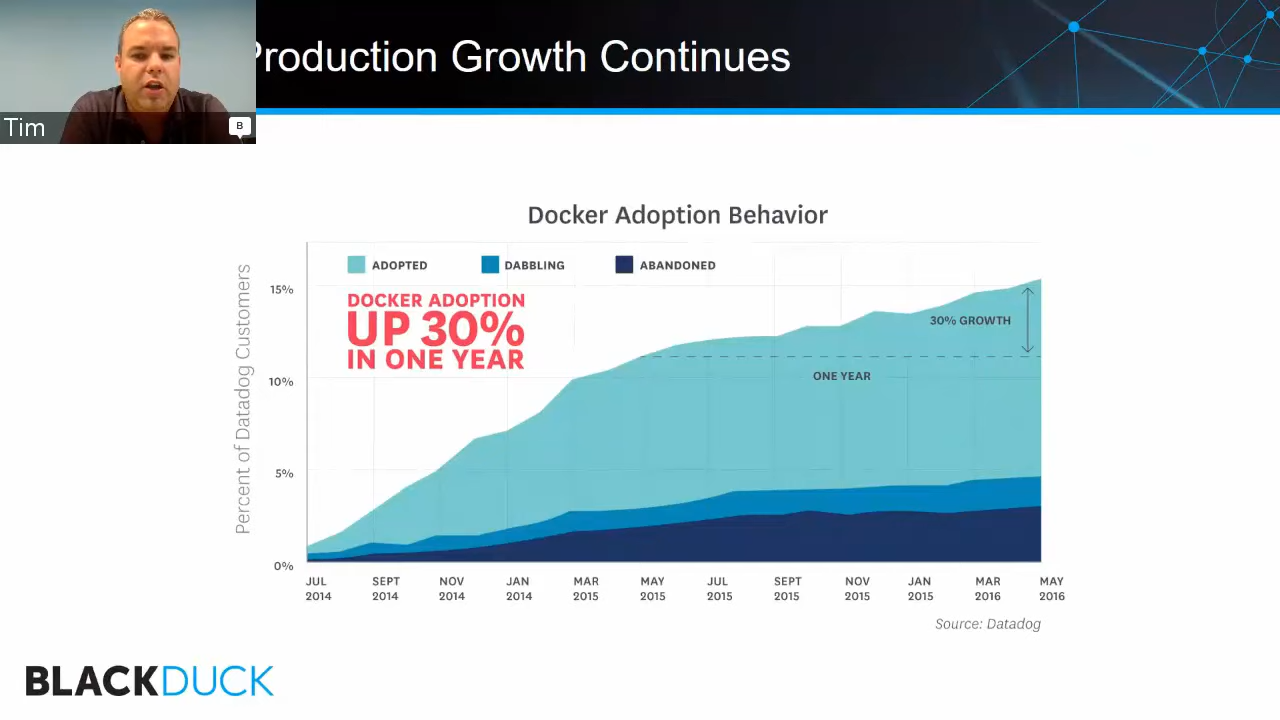 Production Growth Continues
Tim
B
Docker Adoption Behavior
ADOPTED DABBLING ABANDONED
DOCKER ADOPTION
UP 30%
IN ONE YEAR
Percent of Datadog Customers
15%
10%
5%
0%
30% GROWTH
ONE YEAR
JUL 2014
SEPT 2014
NOV 2014
JAN 2014
MAR 2015
MAY 2015
JUL 2015
SEPT 2015
NOV 2015
JAN 2015
MAR 2016
MAY 2016
Source: Datadog
BLACKDUCK